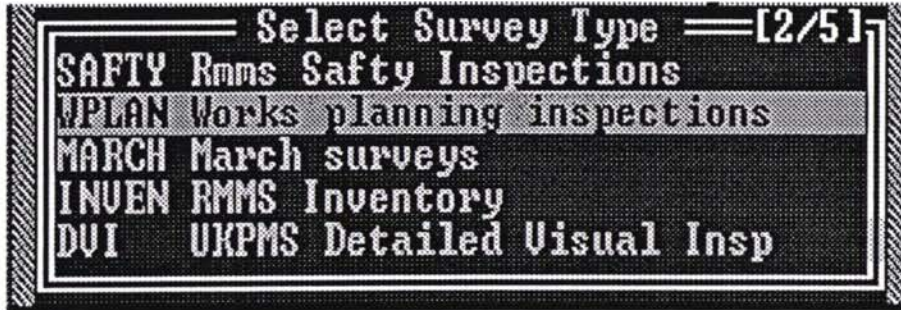 Select Survey Type [2/5]
SAFTY Rmms Safty Inspections
WPLAN Works planning inspections
MARCH March surveys
INVEN RMMS Inventory
DVI UKPMS Detailed Visual Insp